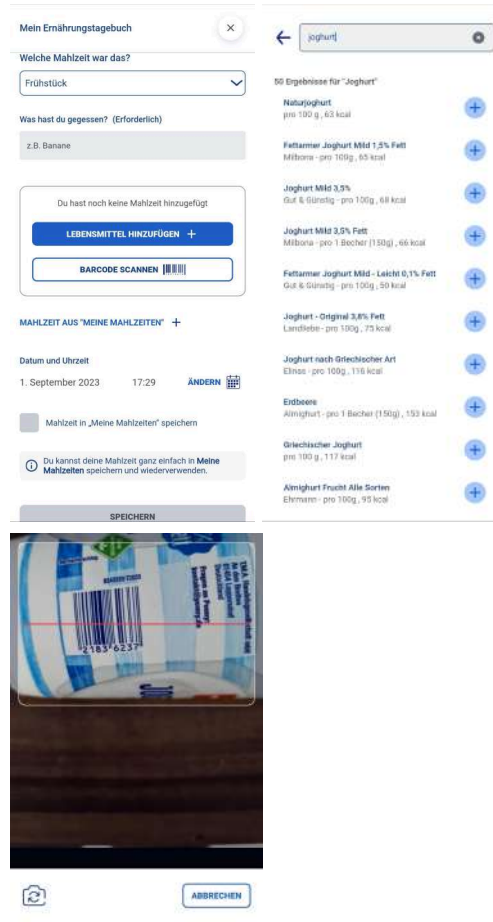 Mein Ernährungstagebuch
Welche Mahlzeit war das?
Frühstück
Was hast du gegessen? (Erforderlich)
z.B. Banane
Du hast noch keine Mahlzeit hinzugefügt
LEBENSMITTEL HINZUFÜGEN +
BARCODE SCANNEN
MAHLZEIT AUS "MEINE MAHLZEITEN" +
Datum und Uhrzeit
1. September 2023 17:29 ÄNDERN
Mahlzeit in „Meine Mahlzeiten" speichern
Du kannst deine Mahlzeit ganz einfach in Meine
Mahlzeiten speichern und wiederverwenden.
SPEICHERN
joghurt
50 Ergebnisse für "Joghurt"
Naturjoghurt
pro 100 g , 63 kcal
Fettarmer Joghurt Mild 1,5% Fett
Milbona - pro 100g , 65 kcal
Joghurt Mild 3,5%
Gut & Günstig - pro 100g , 68 kcal
Joghurt Mild 3,5% Fett
Milbona - pro 1 Becher (150g) , 66 kcal
Fettarmer Joghurt Mild - Leicht 0,1% Fett
Gut & Günstig - pro 100g , 50 kcal
Joghurt - Original 3,8% Fett
Landliebe - pro 100g , 75 kcal
Joghurt nach Griechischer Art
Elinas - pro 100g , 116 kcal
Erdbeere
Almighurt - pro 1 Becher (150g) , 153 kcal
Griechischer Joghurt
pro 100 g , 117 kcal
Almighurt Frucht Alle Sorten
Ehrmann - pro 100g , 95 kcal
2183 6237
Fragen an Penny:
Deutschland
ABBRECHEN